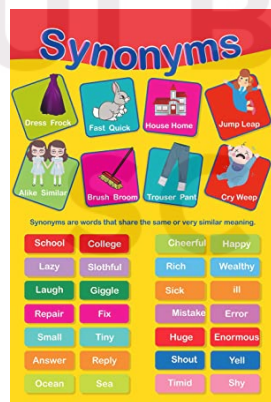 Synonyms
Dress Frock
Fast Quick
House Home
Jump Leap
Alike Similar
Brush Broom
Trouser Pant
Cry Weep
Synonyms are words that share the same or very similar meaning.
School College Cheerful Happy
Lazy Slothful Rich Wealthy
Laugh Giggle Sick ill
Repair Fix Mistake Error
Small Tiny Huge Enormous
Answer Reply Shout Yell
Ocean Sea Timid Shy